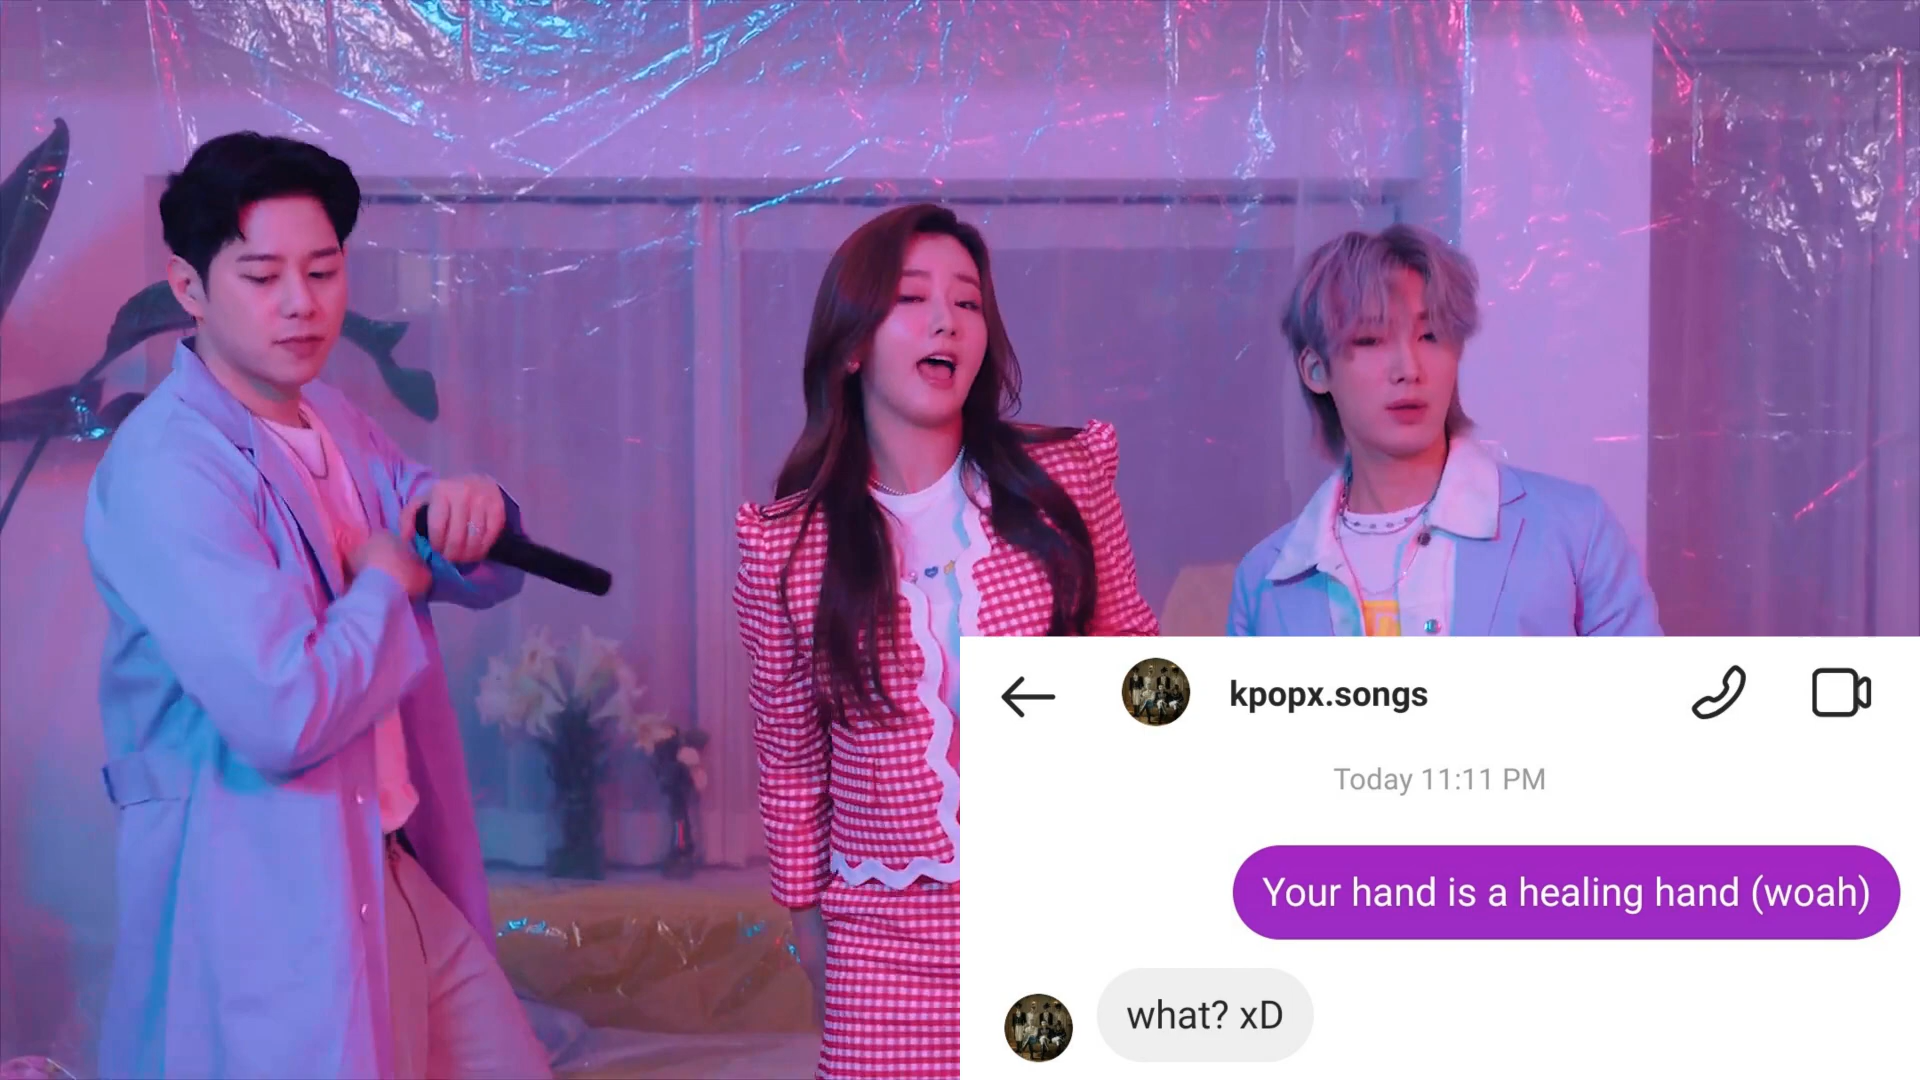 kpopx.songs
Today 11:11 PM
Your hand is a healing hand (woah)
what? xD